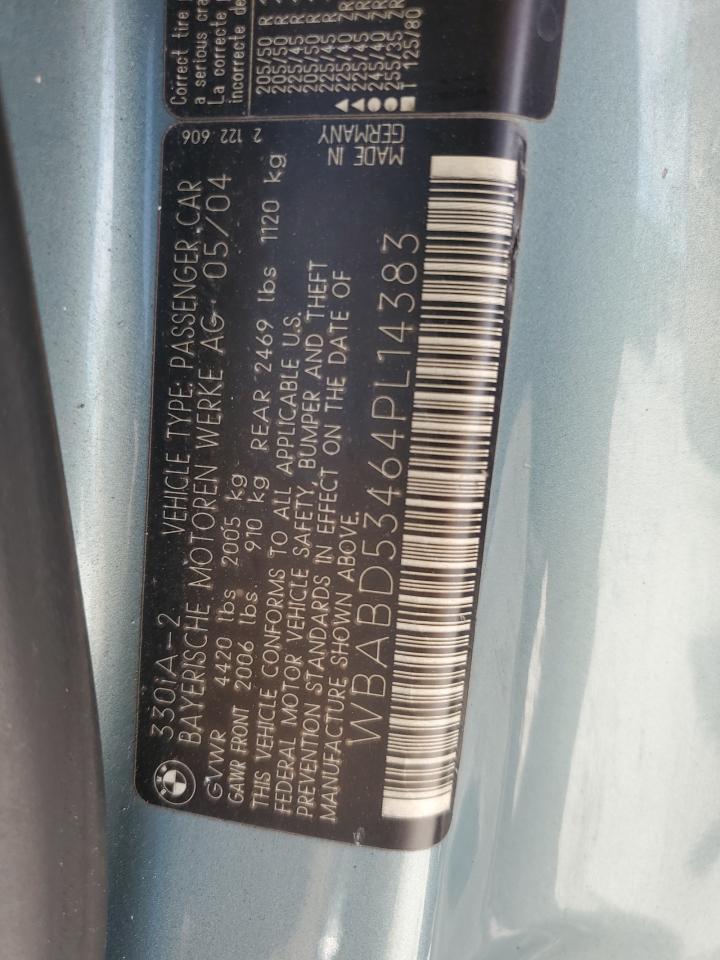 Correct tire
a serious cra
La correcte
incorrecte de
205/50 R
205/50 R
225/45 R
205/50 R
225/45 R
225/40 ZR
225/45 ZR
245/40 ZR
255/35 ZR
T 125/80
330iA-2 VEHICLE TYPE: PASSENGER CAR 2 122 606
BAYERISCHE MOTOREN WERKE AG 05/04
GVWR 4420 lbs 2005 kg
GAWR FRONT 2006 lbs. 910 kg REAR 2469 lbs 1120 kg
THIS VEHICLE CONFORMS TO ALL APPLICABLE U.S.
FEDERAL MOTOR VEHICLE SAFETY, BUMPER AND THEFT
PREVENTION STANDARDS IN EFFECT ON THE DATE OF
MANUFACTURE SHOWN ABOVE.
MADE IN
GERMANY
WBABD53464PL14383